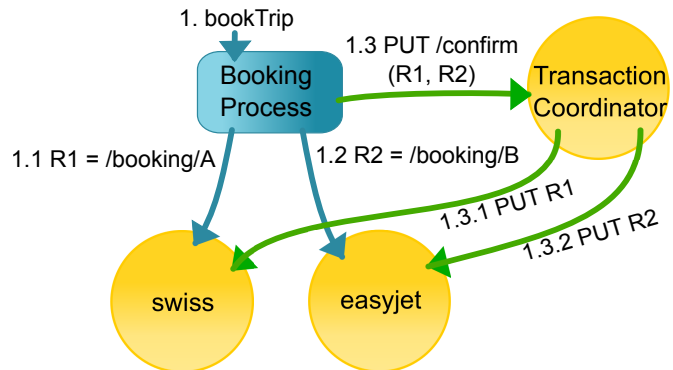 1. bookTrip
1.3 PUT /confirm
(R1, R2)
Booking
Process
Transaction
Coordinator
1.1 R1 = /booking/A
1.2 R2 = /booking/B
1.3.1 PUT R1
1.3.2 PUT R2
swiss
easyjet